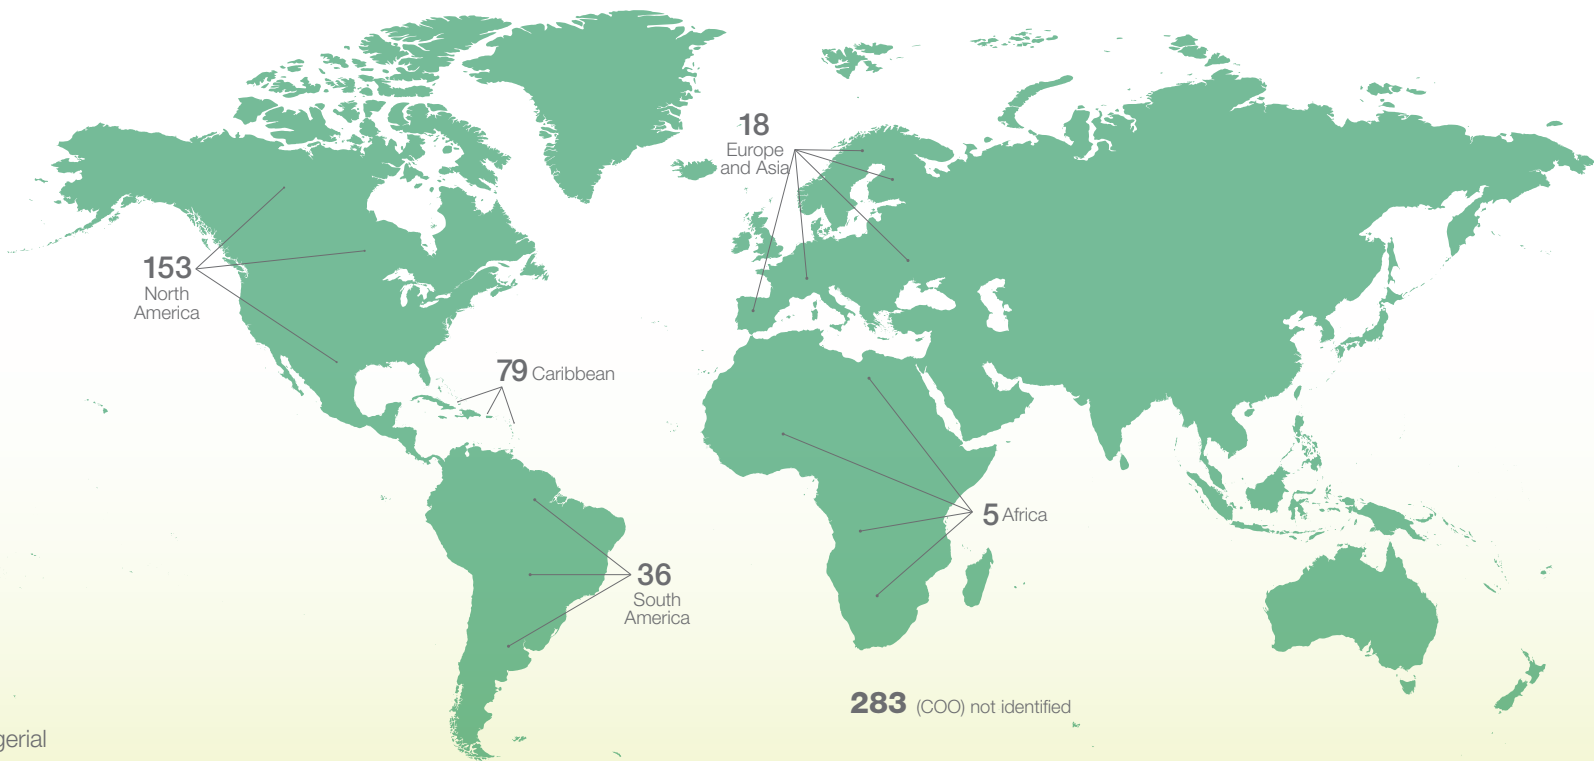 18
Europe
and Asia
153
North
America
79 Caribbean
5 Africa
36
South
America
283 (COO) not identified
gerial